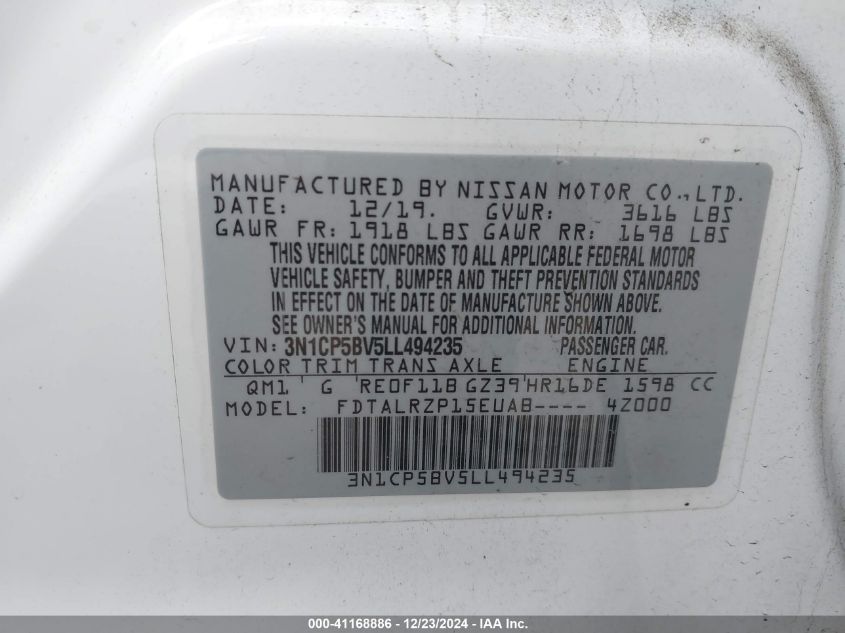 MANUFACTURED BY NISSAN MOTOR CO., LTD.
DATE: 12/19. GVWR: 3616 LBS
GAWR FR: 1918 LBS GAWR RR: 1698 LBS
THIS VEHICLE CONFORMS TO ALL APPLICABLE FEDERAL MOTOR
VEHICLE SAFETY, BUMPER AND THEFT PREVENTION STANDARDS
IN EFFECT ON THE DATE OF MANUFACTURE SHOWN ABOVE.
SEE OWNER'S MANUAL FOR ADDITIONAL INFORMATION.
VIN: 3N1CP5BV5LL494235 PASSENGER CAR.
COLOR TRIM TRANS AXLE ENGINE
QM1 G RE0F11B GZ39 HR16DE 1598 CC
MODEL: FDTALRZP15EUAB---- 4Z000
3N1CP5BV5LL494235
000-41168886 - 12/23/2024 - IAA Inc.